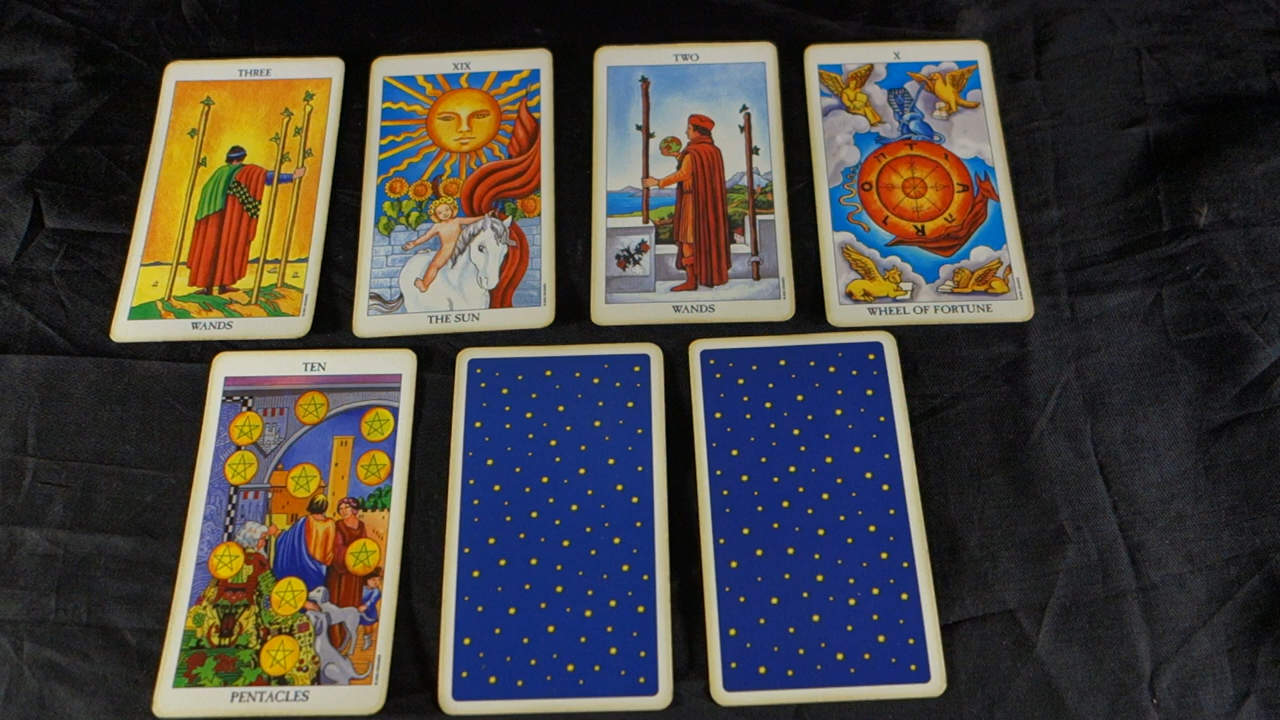 THREE
WANDS
XIX
THE SUN
TWO
WANDS
X
WHEEL OF FORTUNE
TEN
PENTACLES